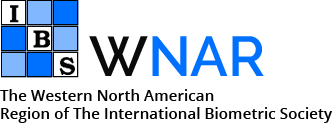 I
B
S
WNAR
The Western North American
Region of The International Biometric Society